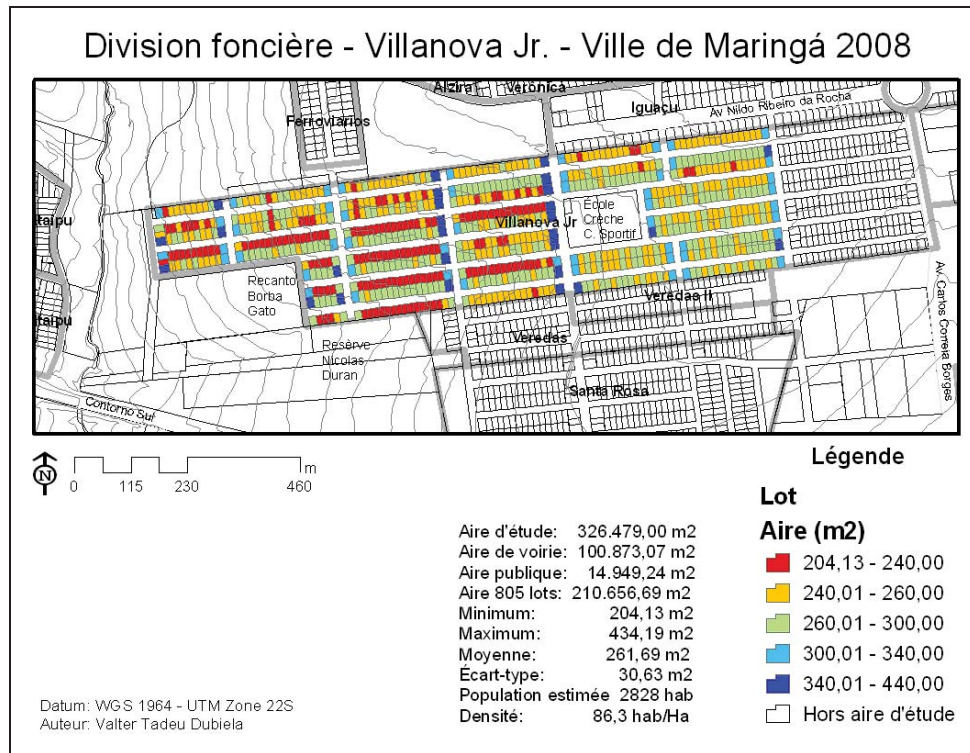 Division foncière - Villanova Jr. - Ville de Maringá 2008
Alzira
Verônica
Iguaçu
Av Nildo Ribeiro da Rocha
Ferroviários
Itaipu
École
Crèche
C. Sportif
Villanova Jr
Recanto
Borba
Gato
Veredas II
Itaipu
Veredas
Reserve
Nicolas
Duran
Av. Carlos Correia Borges
Santa Rosa
Contorno Sul
N
m
0 115 230 460
Légende
Lot
Aire (m2)
204,13 - 240,00
240,01 - 260,00
260,01 - 300,00
300,01 - 340,00
340,01 - 440,00
Hors aire d'étude
Aire d'étude: 326.479,00 m2
Aire de voirie: 100.873,07 m2
Aire publique: 14.949,24 m2
Aire 805 lots: 210.656,69 m2
Minimum: 204,13 m2
Maximum: 434,19 m2
Moyenne: 261,69 m2
Écart-type: 30,63 m2
Population estimée 2828 hab
Densité: 86,3 hab/Ha
Datum: WGS 1964 - UTM Zone 22S
Auteur: Valter Tadeu Dubiela